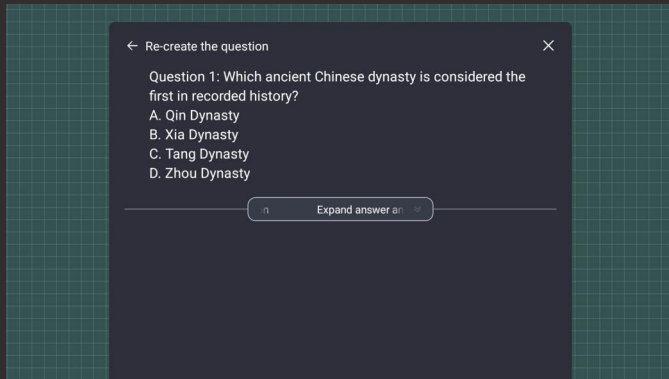 Re-create the question
Question 1: Which ancient Chinese dynasty is considered the
first in recorded history?
A. Qin Dynasty
B. Xia Dynasty
C. Tang Dynasty
D. Zhou Dynasty
Expand answer an